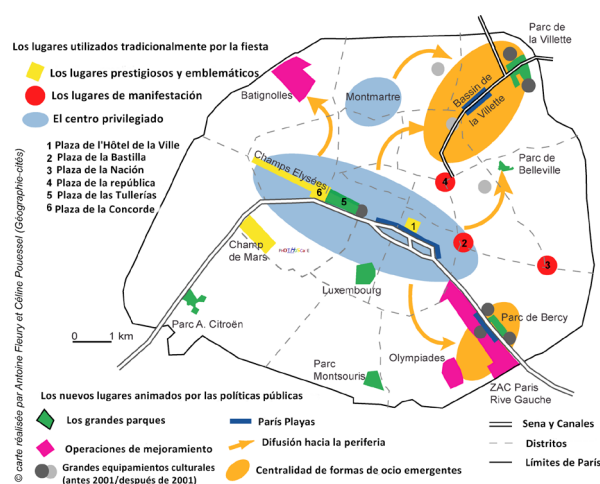 Los lugares utilizados tradicionalmente por la fiesta
Los lugares prestigiosos y emblemáticos
Los lugares de manifestación
El centro privilegiado
1 Plaza de l'Hôtel de la Ville
2 Plaza de la Bastilla
3 Plaza de la Nación
4 Plaza de la república
5 Plaza de las Tullerías
6 Plaza de la Concorde
Parc de
la Villette
Batignolles
Montmartre
Bassin de
la Villette
Parc de
Belleville
Champs Elysées
4
6
5
1
2
3
Champ
de Mars
Luxembourg
Parc A. Citroën
Parc de Bercy
Parc
Montsouris
Olympiades
ZAC Paris
Rive Gauche
0 1 km
© carte réalisée par Antoine Fleury et Céline Pouessel (Géographie-cités)
Los nuevos lugares animados por las políticas públicas
Los grandes parques
París Playas
Operaciones de mejoramiento
Difusión hacia la periferia
Grandes equipamientos culturales
(antes 2001/después de 2001)
Centralidad de formas de ocio emergentes
Sena y Canales
Distritos
Límites de París